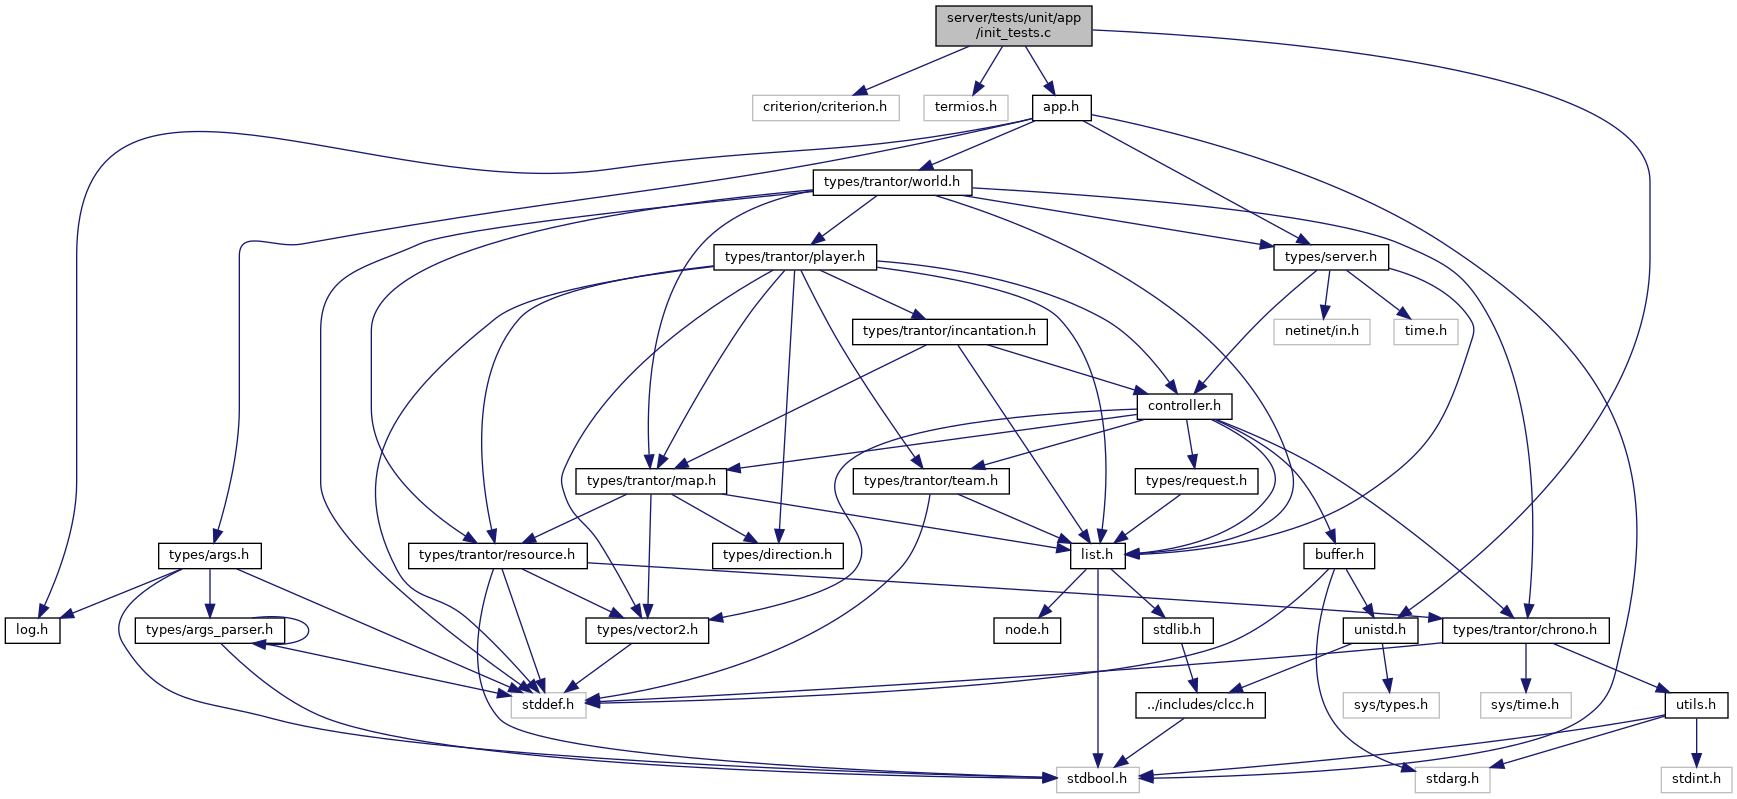 server/tests/unit/app
/init_tests.c
criterion/criterion.h
termios.h
app.h
types/trantor/world.h
types/trantor/player.h
types/server.h
types/trantor/incantation.h
netinet/in.h
time.h
controller.h
types/trantor/map.h
types/trantor/team.h
types/request.h
types/args.h
types/trantor/resource.h
types/direction.h
list.h
buffer.h
log.h
types/args_parser.h
types/vector2.h
node.h
stdlib.h
unistd.h
types/trantor/chrono.h
stddef.h
../includes/clcc.h
sys/types.h
sys/time.h
utils.h
stdbool.h
stdarg.h
stdint.h